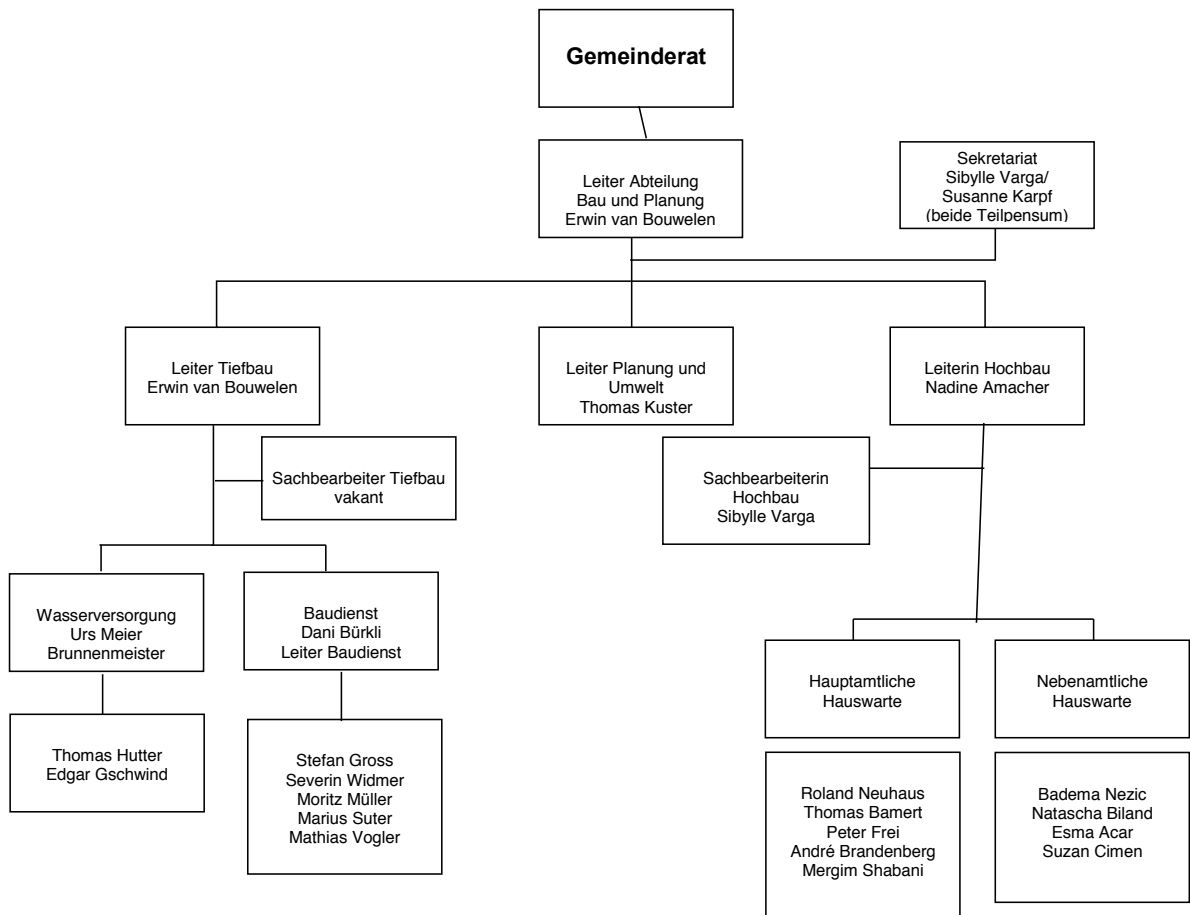 Gemeinderat
Leiter Abteilung
Bau und Planung
Erwin van Bouwelen
Sekretariat
Sibylle Varga/
Susanne Karpf
(beide Teilpensum)
Leiter Tiefbau
Erwin van Bouwelen
Leiter Planung und
Umwelt
Thomas Kuster
Leiterin Hochbau
Nadine Amacher
Sachbearbeiter Tiefbau
vakant
Sachbearbeiterin
Hochbau
Sibylle Varga
Wasserversorgung
Urs Meier
Brunnenmeister
Baudienst
Dani Bürkli
Leiter Baudienst
Hauptamtliche
Hauswarte
Nebenamtliche
Hauswarte
Thomas Hutter
Edgar Gschwind
Stefan Gross
Severin Widmer
Moritz Müller
Marius Suter
Mathias Vogler
Roland Neuhaus
Thomas Bamert
Peter Frei
André Brandenberg
Mergim Shabani
Badema Nezic
Natascha Biland
Esma Acar
Suzan Cimen